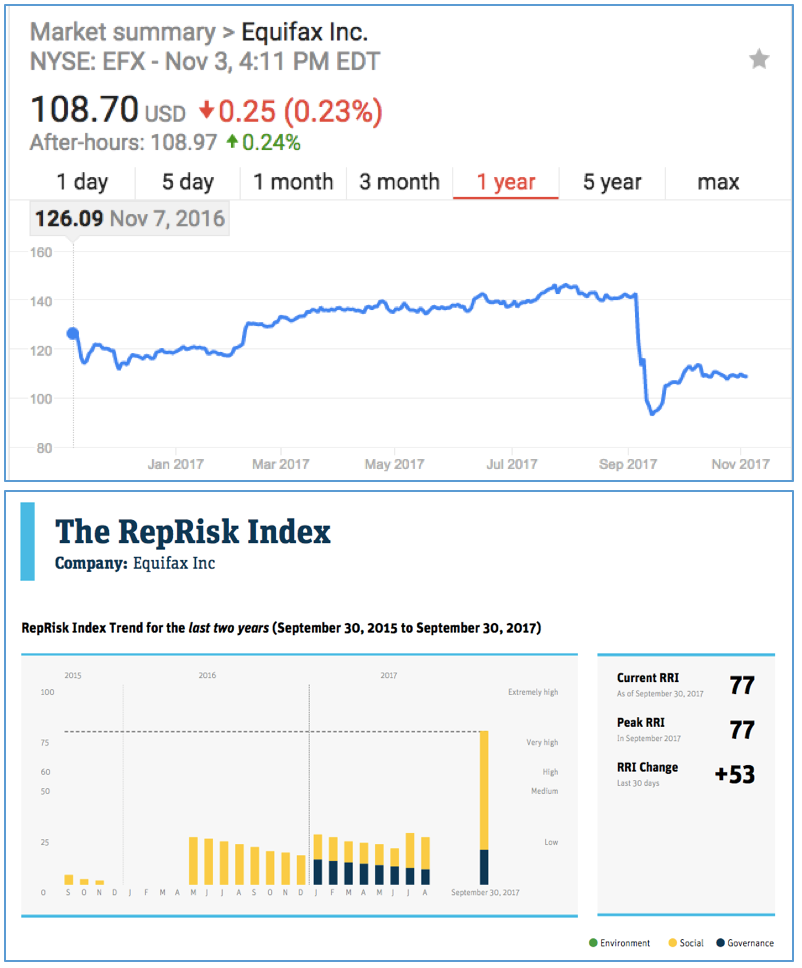 Market summary > Equifax Inc.
NYSE: EFX - Nov 3, 4:11 PM EDT
108.70 USD ↓0.25 (0.23%)
After-hours: 108.97 ↑0.24%
1 day 5 day 1 month 3 month 1 year 5 year max
126.09 Nov 7, 2016
160
140
120
100
80
Jan 2017 Mar 2017 May 2017 Jul 2017 Sep 2017 Nov 2017
The RepRisk Index
Company: Equifax Inc
RepRisk Index Trend for the last two years (September 30, 2015 to September 30, 2017)
2015 2016 2017
100 Extremely high
75 Very high
60 High
50 Medium
25 Low
0 S O N D J F M A M J J A S O N D J F M A M J J A September 30, 2017
Current RRI 77
As of September 30, 2017
Peak RRI 77
In September 2017
RRI Change +53
Last 30 days
Environment Social Governance